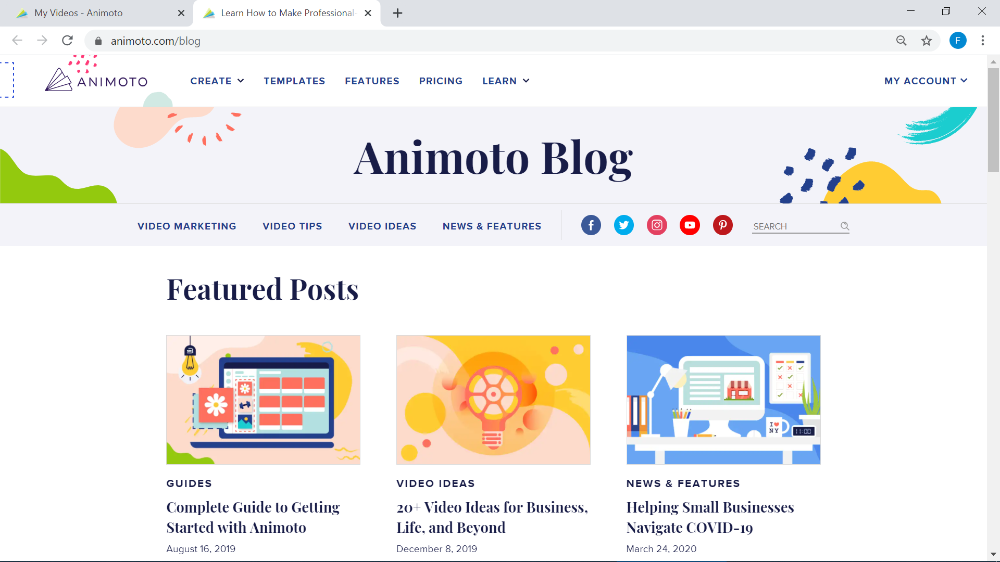 My Videos - Animoto
Learn How to Make Professional-
animoto.com/blog
F
ANIMOTO
CREATE
TEMPLATES
FEATURES
PRICING
LEARN
MY ACCOUNT
Animoto Blog
VIDEO MARKETING
VIDEO TIPS
VIDEO IDEAS
NEWS & FEATURES
SEARCH
Featured Posts
I ♥
NY
11:00
GUIDES
Complete Guide to Getting
Started with Animoto
August 16, 2019
VIDEO IDEAS
20+ Video Ideas for Business,
Life, and Beyond
December 8, 2019
NEWS & FEATURES
Helping Small Businesses
Navigate COVID-19
March 24, 2020